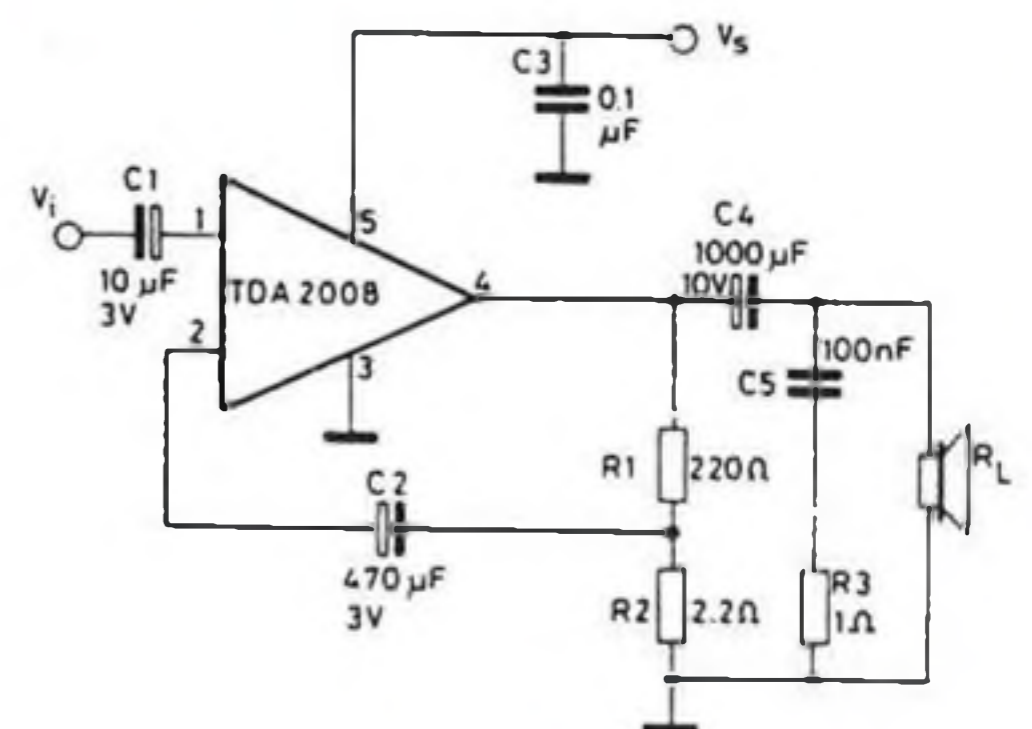 Vs
C3
0.1
µF
C1
Vi
1
5
10 µF
3V
TDA 2008
4
2
3
C4
1000 µF
10V
100nF
C5
R1
220Ω
RL
C2
470 µF
3V
R2
2.2Ω
R3
1Ω